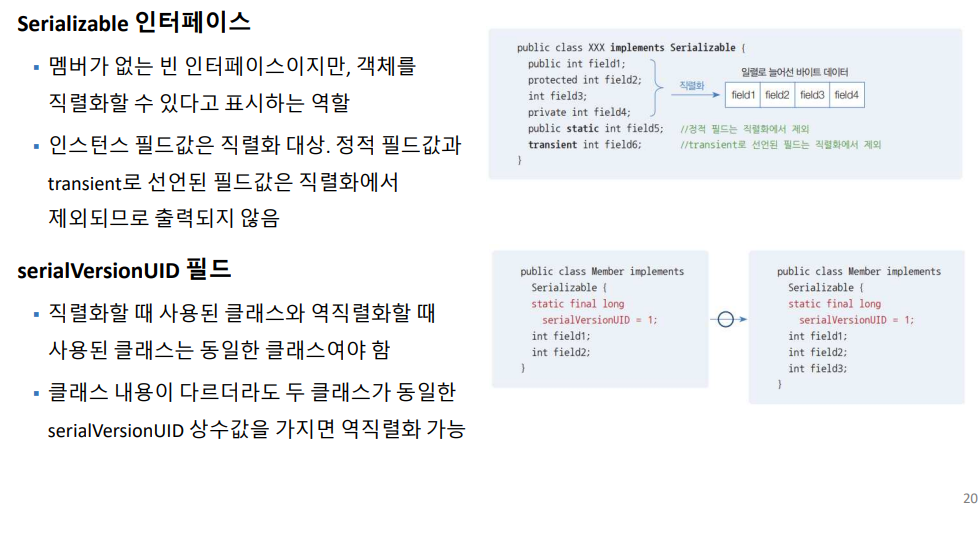 Serializable 인터페이스
▪ 멤버가 없는 빈 인터페이스이지만, 객체를
직렬화할 수 있다고 표시하는 역할
▪ 인스턴스 필드값은 직렬화 대상. 정적 필드값과
transient로 선언된 필드값은 직렬화에서
제외되므로 출력되지 않음
public class XXX implements Serializable {
public int field1;
protected int field2;
int field3;
private int field4;
public static int field5; //정적 필드는 직렬화에서 제외
transient int field6; //transient로 선언된 필드는 직렬화에서 제외
}
직렬화
일렬로 늘어선 바이트 데이터
field1 field2 field3 field4
serialVersionUID 필드
▪ 직렬화할 때 사용된 클래스와 역직렬화할 때
사용된 클래스는 동일한 클래스여야 함
▪ 클래스 내용이 다르더라도 두 클래스가 동일한
serialVersionUID 상수값을 가지면 역직렬화 가능
public class Member implements
Serializable {
static final long
serialVersionUID = 1;
int field1;
int field2;
}
public class Member implements
Serializable {
static final long
serialVersionUID = 1;
int field1;
int field2;
int field3;
}
20